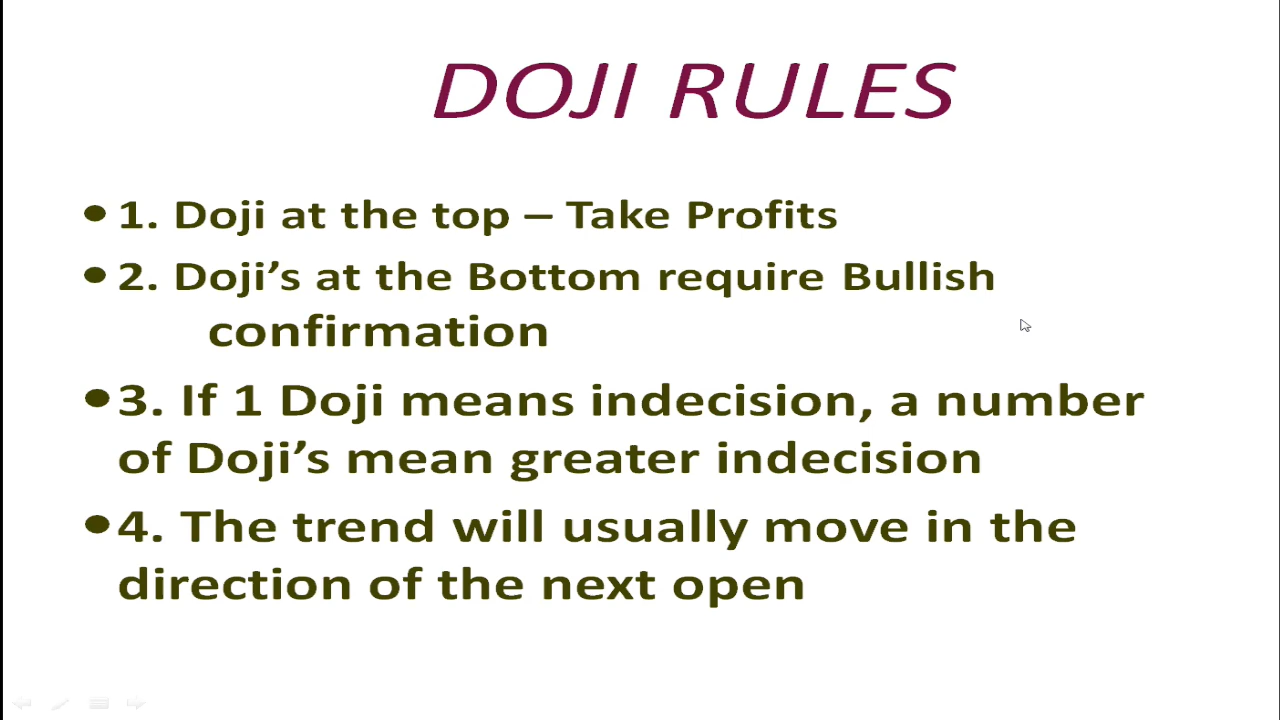 DOJI RULES
• 1. Doji at the top – Take Profits
• 2. Doji’s at the Bottom require Bullish
confirmation
• 3. If 1 Doji means indecision, a number
of Doji’s mean greater indecision
• 4. The trend will usually move in the
direction of the next open